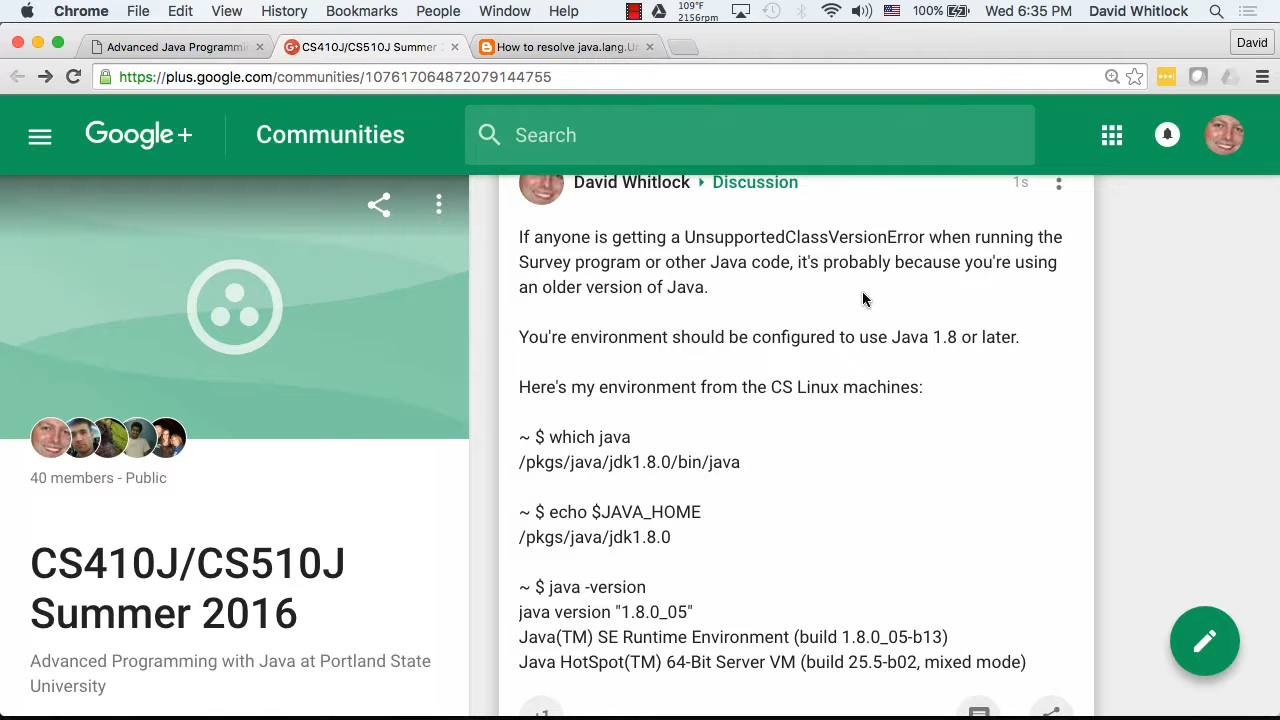 Chrome File Edit View History Bookmarks People Window Help 109°F 2156rpm 100% Wed 6:35 PM David Whitlock
Advanced Java Programmin CS410J/CS510J Summer How to resolve java.lang.Un David
https://plus.google.com/communities/107617064872079144755
Google+ Communities Search
David Whitlock Discussion 1s
If anyone is getting a UnsupportedClassVersionError when running the
Survey program or other Java code, it's probably because you're using
an older version of Java.
You're environment should be configured to use Java 1.8 or later.
Here's my environment from the CS Linux machines:
~ $ which java
/pkgs/java/jdk1.8.0/bin/java
~ $ echo $JAVA_HOME
/pkgs/java/jdk1.8.0
~ $ java -version
java version "1.8.0_05"
Java(TM) SE Runtime Environment (build 1.8.0_05-b13)
Java HotSpot(TM) 64-Bit Server VM (build 25.5-b02, mixed mode)
+1
40 members - Public
CS410J/CS510J
Summer 2016
Advanced Programming with Java at Portland State
University